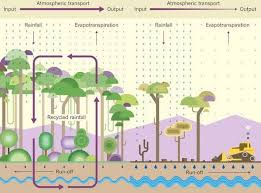 Atmospheric transport
Input
Output
Rainfall
Evapotranspiration
Recycled rainfall
Run-off
Atmospheric transport
Input
Output
Rainfall
Evapotranspiration
Run-off